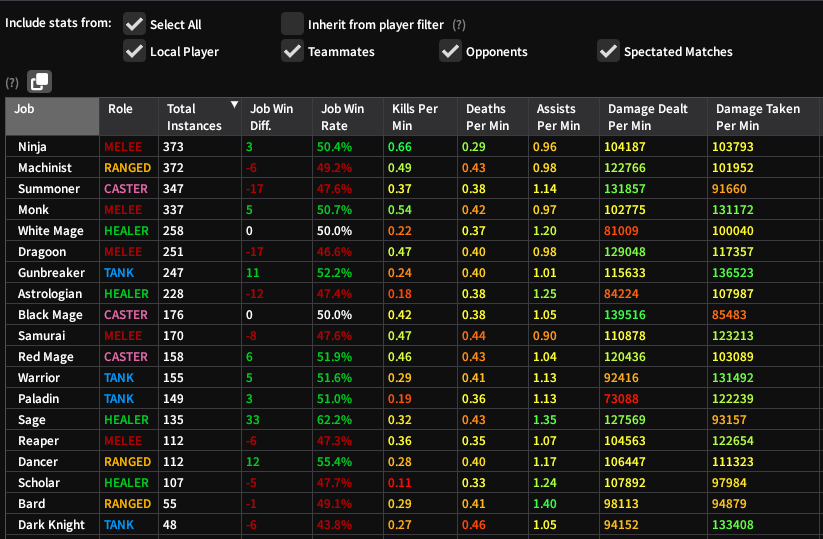 Include stats from: Select All Inherit from player filter (?)
Local Player Teammates Opponents Spectated Matches
(?)
Job Role Total Instances Job Win Diff. Job Win Rate Kills Per Min Deaths Per Min Assists Per Min Damage Dealt Per Min Damage Taken Per Min
Ninja MELEE 373 3 50.4% 0.66 0.29 0.96 104187 103793
Machinist RANGED 372 -6 49.2% 0.49 0.43 0.98 122766 101952
Summoner CASTER 347 -17 47.6% 0.37 0.38 1.14 131857 91660
Monk MELEE 337 5 50.7% 0.54 0.42 0.97 102775 131172
White Mage HEALER 258 0 50.0% 0.22 0.37 1.20 81009 100040
Dragoon MELEE 251 -17 46.6% 0.47 0.40 0.98 129048 117357
Gunbreaker TANK 247 11 52.2% 0.24 0.40 1.01 115633 136523
Astrologian HEALER 228 -12 47.4% 0.18 0.38 1.25 84224 107987
Black Mage CASTER 176 0 50.0% 0.42 0.38 1.05 139516 85483
Samurai MELEE 170 -8 47.6% 0.47 0.44 0.90 110878 123213
Red Mage CASTER 158 6 51.9% 0.46 0.43 1.04 120436 103089
Warrior TANK 155 5 51.6% 0.29 0.41 1.13 92416 131492
Paladin TANK 149 3 51.0% 0.19 0.36 1.13 73088 122239
Sage HEALER 135 33 62.2% 0.32 0.43 1.35 127569 93157
Reaper MELEE 112 -6 47.3% 0.36 0.35 1.07 104563 122654
Dancer RANGED 112 12 55.4% 0.28 0.40 1.17 106447 111323
Scholar HEALER 107 -5 47.7% 0.11 0.33 1.24 107892 97984
Bard RANGED 55 -1 49.1% 0.29 0.41 1.40 98113 94879
Dark Knight TANK 48 -6 43.8% 0.27 0.46 1.05 94152 133408